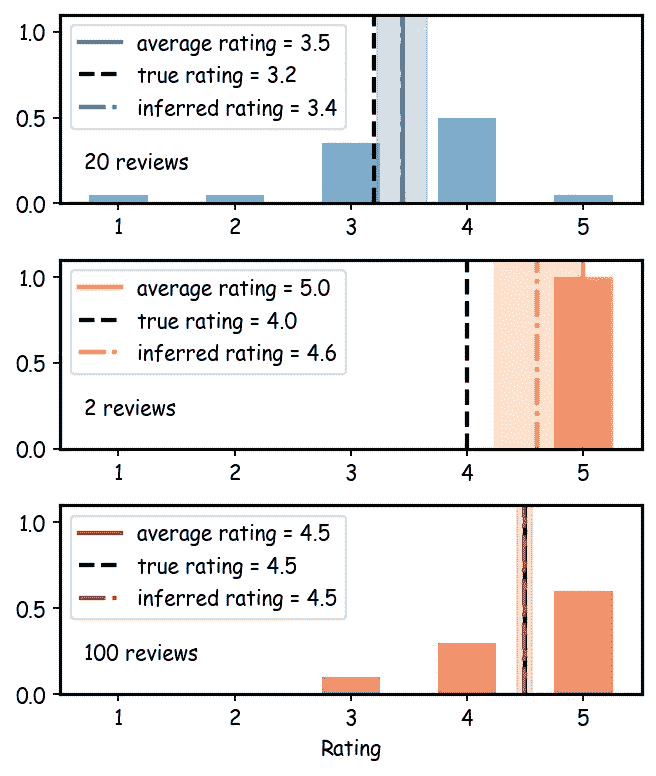 1.0
average rating = 3.5
true rating = 3.2
0.5
inferred rating = 3.4
20 reviews
0.0
1 2 3 4 5
1.0
average rating = 5.0
true rating = 4.0
0.5
inferred rating = 4.6
2 reviews
0.0
1 2 3 4 5
1.0
average rating = 4.5
true rating = 4.5
0.5
inferred rating = 4.5
100 reviews
0.0
1 2 3 4 5
Rating